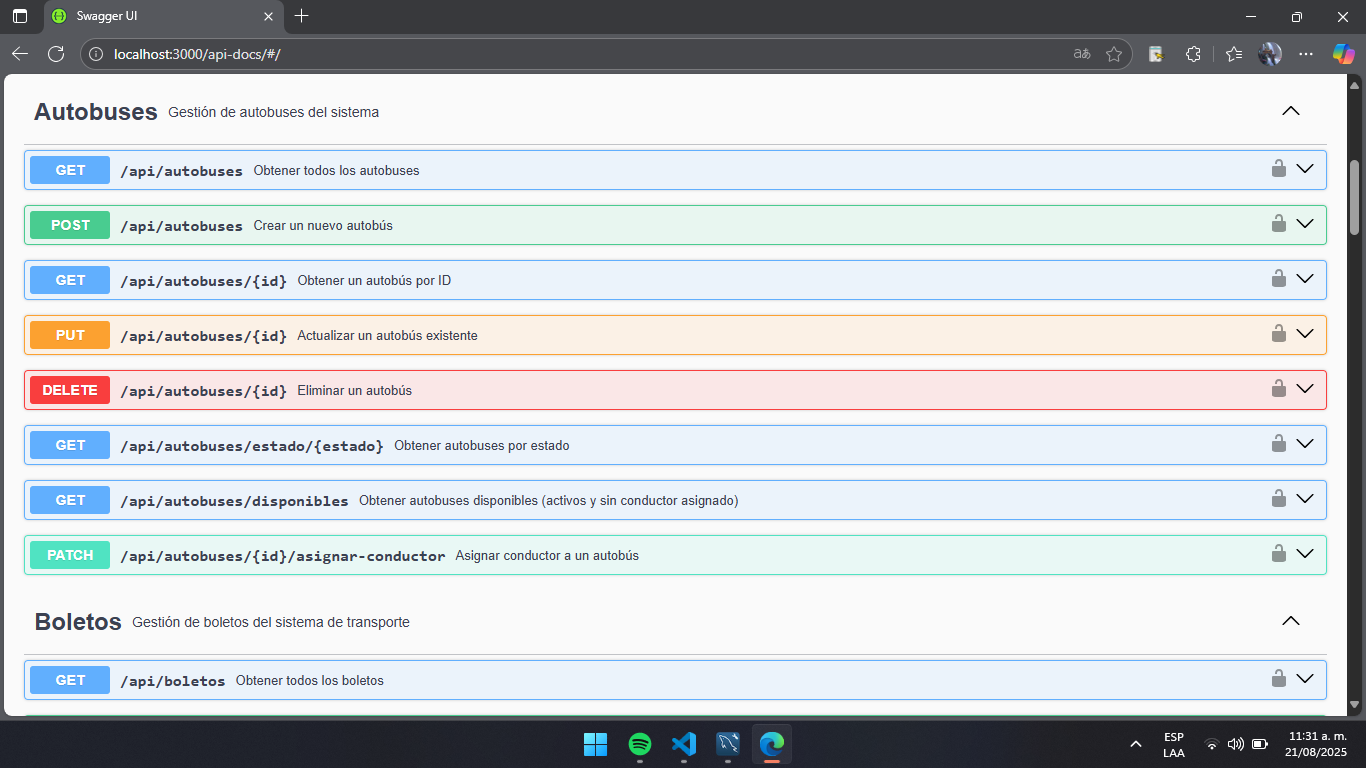 Swagger UI
localhost:3000/api-docs/#/
Autobuses Gestión de autobuses del sistema
GET /api/autobuses Obtener todos los autobuses
POST /api/autobuses Crear un nuevo autobús
GET /api/autobuses/{id} Obtener un autobús por ID
PUT /api/autobuses/{id} Actualizar un autobús existente
DELETE /api/autobuses/{id} Eliminar un autobús
GET /api/autobuses/estado/{estado} Obtener autobuses por estado
GET /api/autobuses/disponibles Obtener autobuses disponibles (activos y sin conductor asignado)
PATCH /api/autobuses/{id}/asignar-conductor Asignar conductor a un autobús
Boletos Gestión de boletos del sistema de transporte
GET /api/boletos Obtener todos los boletos
ESP 11:31 a. m.
LAA 21/08/2025